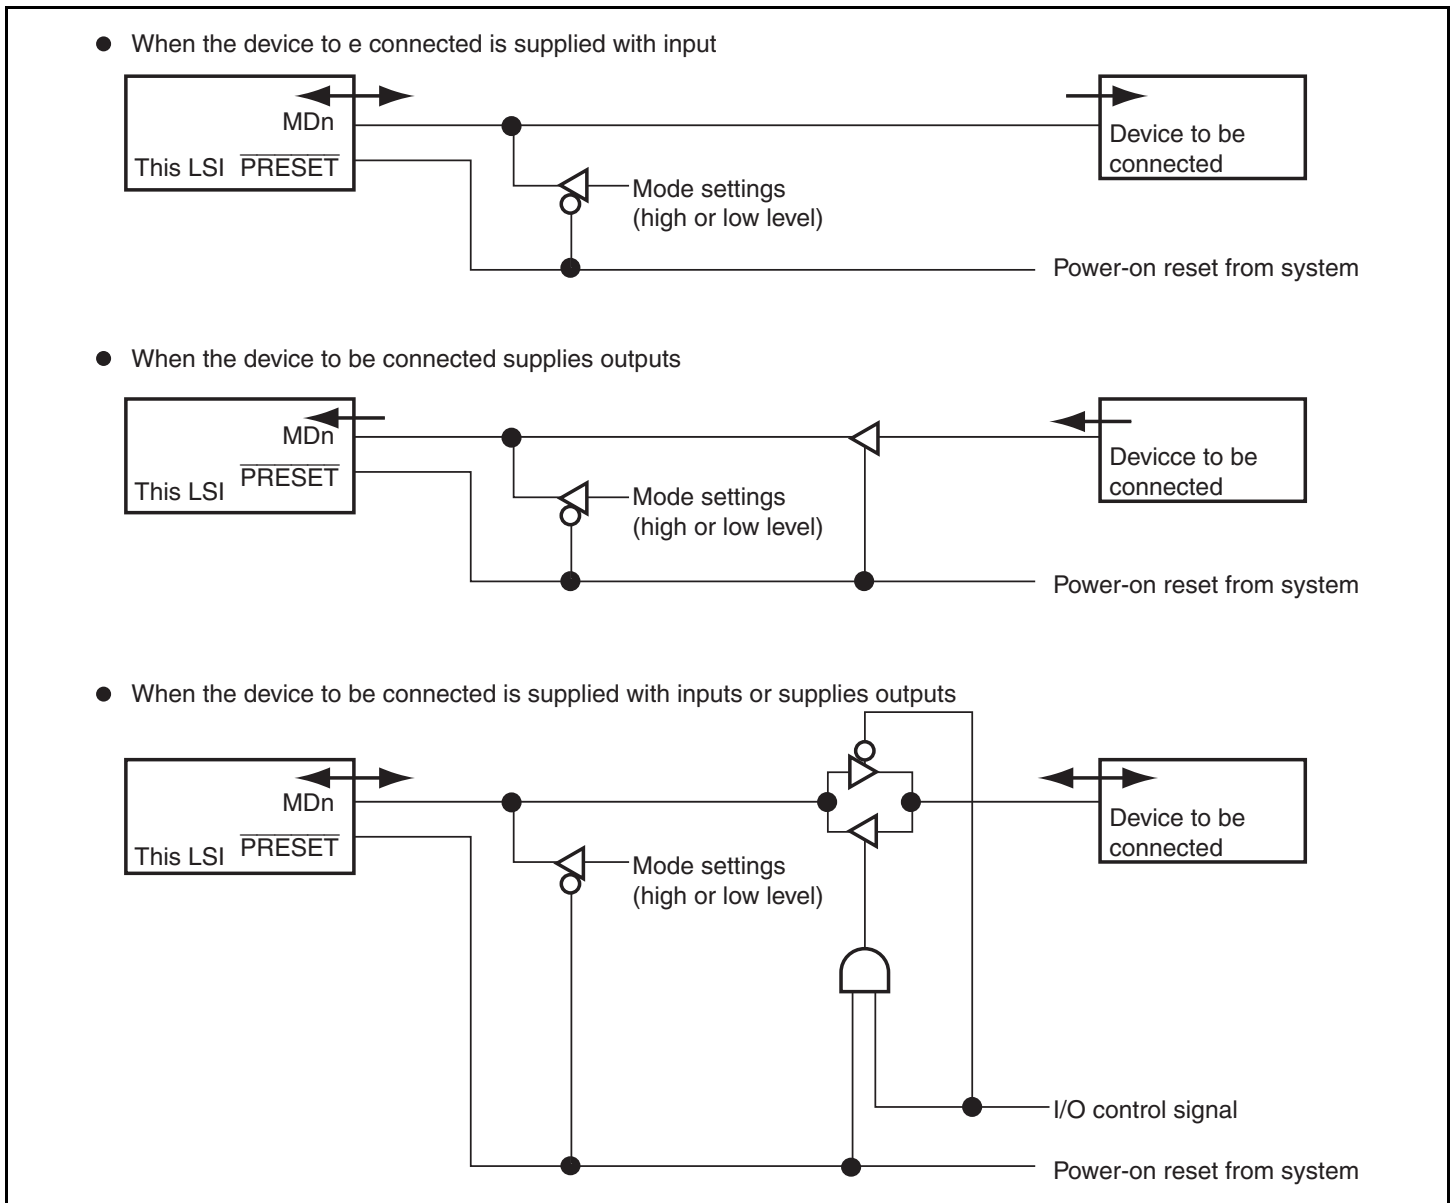 ● When the device to e connected is supplied with input
MDn
This LSI PRESET
Mode settings
(high or low level)
Device to be
connected
Power-on reset from system
● When the device to be connected supplies outputs
MDn
PRESET
This LSI
Mode settings
(high or low level)
Devicce to be
connected
Power-on reset from system
● When the device to be connected is supplied with inputs or supplies outputs
MDn
PRESET
This LSI
Mode settings
(high or low level)
Device to be
connected
I/O control signal
Power-on reset from system